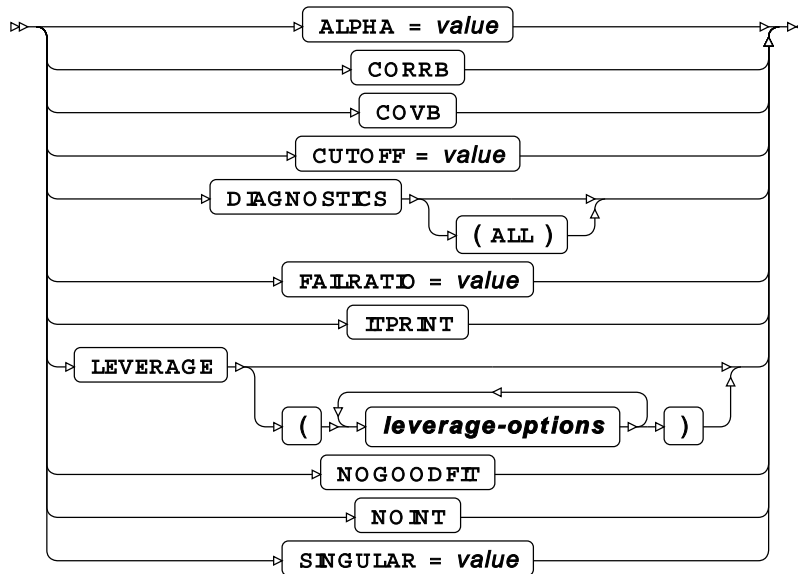 ALPHA = value
CORRB
COVB
CUTOFF = value
DIAGNOSTICS
( ALL )
FAILRATIO = value
ITPRINT
LEVERAGE
( leverage-options )
NOGOODFIT
NOINT
SINGULAR = value